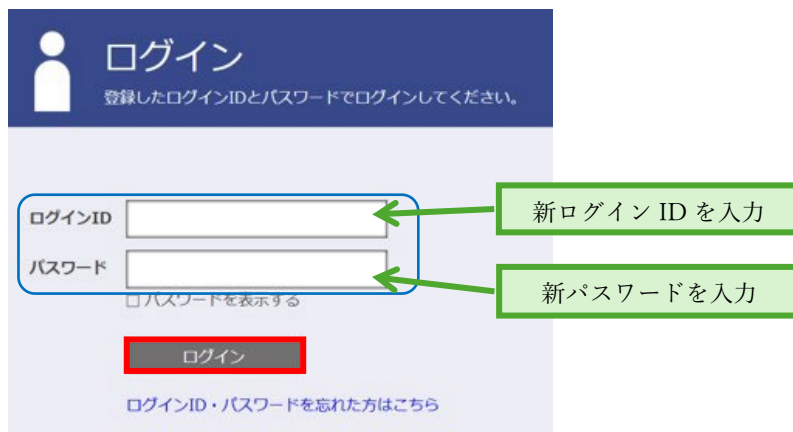 ログイン
登録したログインIDとパスワードでログインしてください。
ログインID
新ログイン ID を入力
パスワード
新パスワードを入力
□パスワードを表示する
ログイン
ログインID・パスワードを忘れた方はこちら